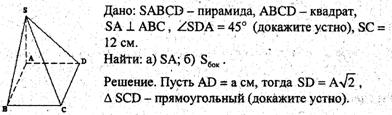 S
A
D
B
C
Дано: SABCD – пирамида, ABCD – квадрат,
SA ⊥ ABC , ∠SDA = 45° (докажите устно), SC =
12 см.
Найти: а) SA; б) Sбок .
Решение. Пусть AD = a см, тогда SD = A√2 ,
Δ SCD – прямоугольный (докажите устно).